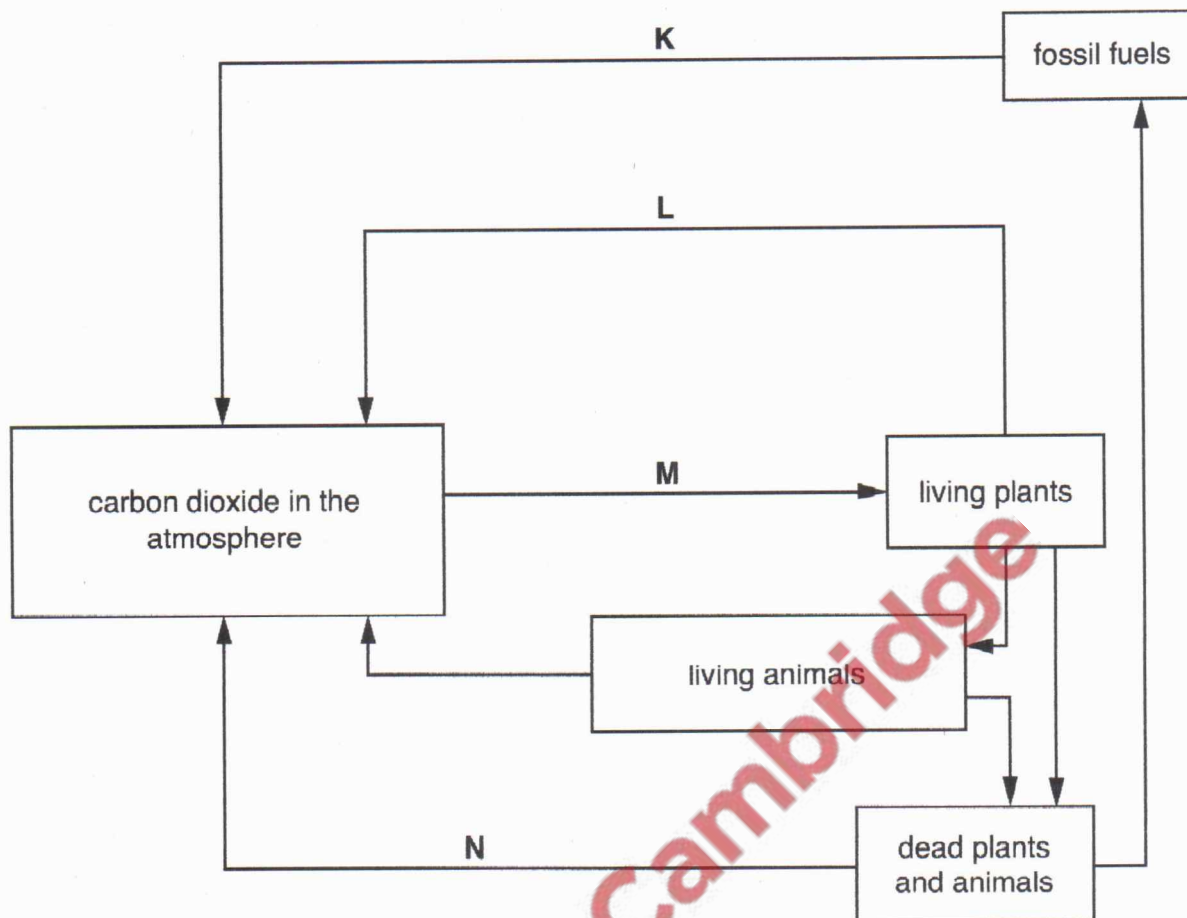 K
fossil fuels
L
carbon dioxide in the
atmosphere
M
living plants
living animals
N
dead plants
and animals
Cambridge